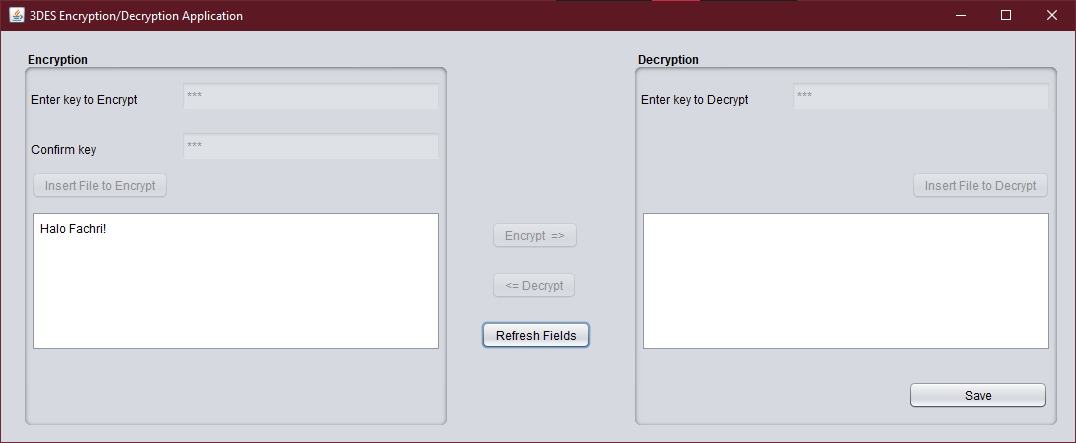 3DES Encryption/Decryption Application
Encryption
Enter key to Encrypt
***
Confirm key
***
Insert File to Encrypt
Halo Fachri!
Encrypt =>
<= Decrypt
Refresh Fields
Decryption
Enter key to Decrypt
***
Insert File to Decrypt
Save